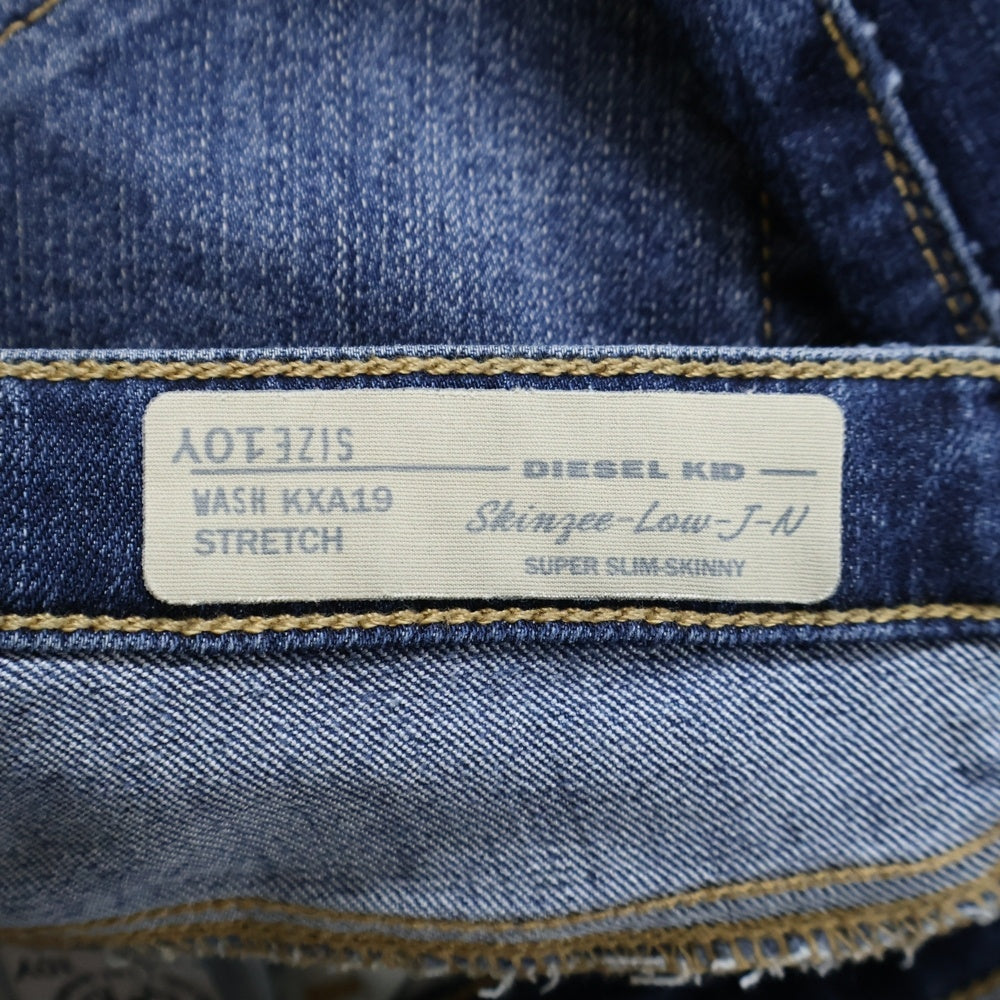 SIZE 10Y
DIESEL KID
WASH KXA19
STRETCH
Skinzee-Low-J-N
SUPER SLIM-SKINNY